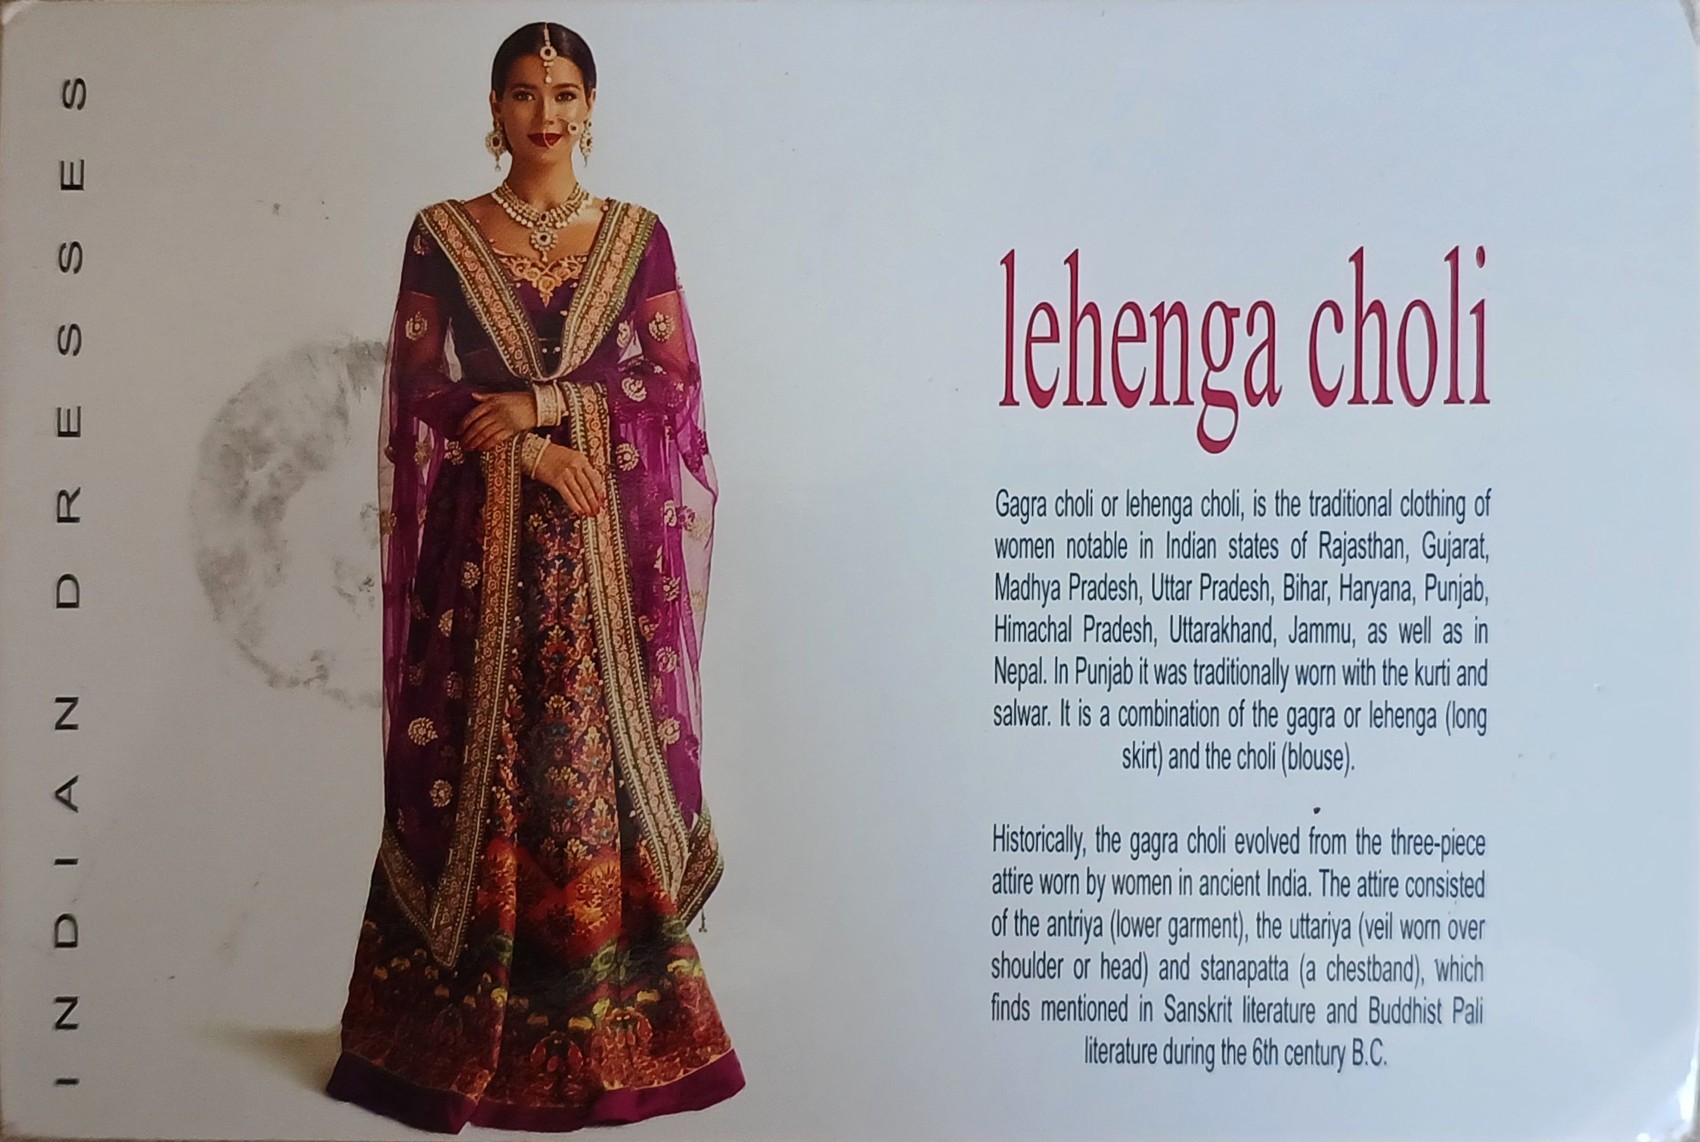 INDIAN DRESSES
lehenga choli
Gagra choli or lehenga choli, is the traditional clothing of
women notable in Indian states of Rajasthan, Gujarat,
Madhya Pradesh, Uttar Pradesh, Bihar, Haryana, Punjab,
Himachal Pradesh, Uttarakhand, Jammu, as well as in
Nepal. In Punjab it was traditionally worn with the kurti and
salwar. It is a combination of the gagra or lehenga (long
skirt) and the choli (blouse).
Historically, the gagra choli evolved from the three-piece
attire worn by women in ancient India. The attire consisted
of the antriya (lower garment), the uttariya (veil worn over
shoulder or head) and stanapatta (a chestband), which
finds mentioned in Sanskrit literature and Buddhist Pali
literature during the 6th century B.C.